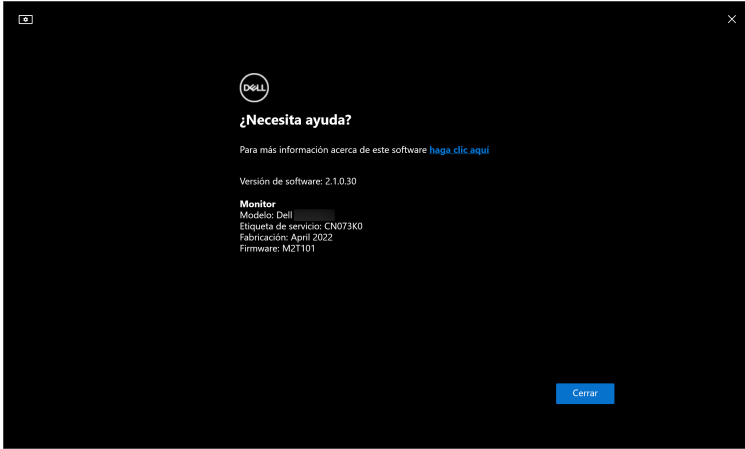 DELL
¿Necesita ayuda?
Para más información acerca de este software haga clic aquí
Versión de software: 2.1.0.30
Monitor
Modelo: Dell
Etiqueta de servicio: CN073K0
Fabricación: April 2022
Firmware: M2T101
Cerrar